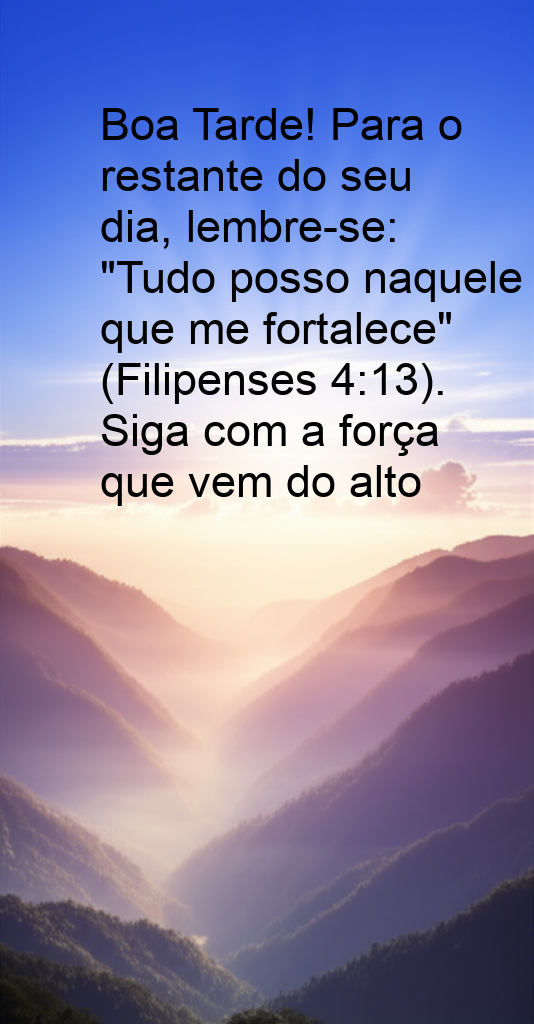 Boa Tarde! Para o
restante do seu
dia, lembre-se:
"Tudo posso naquele
que me fortalece"
(Filipenses 4:13).
Siga com a força
que vem do alto